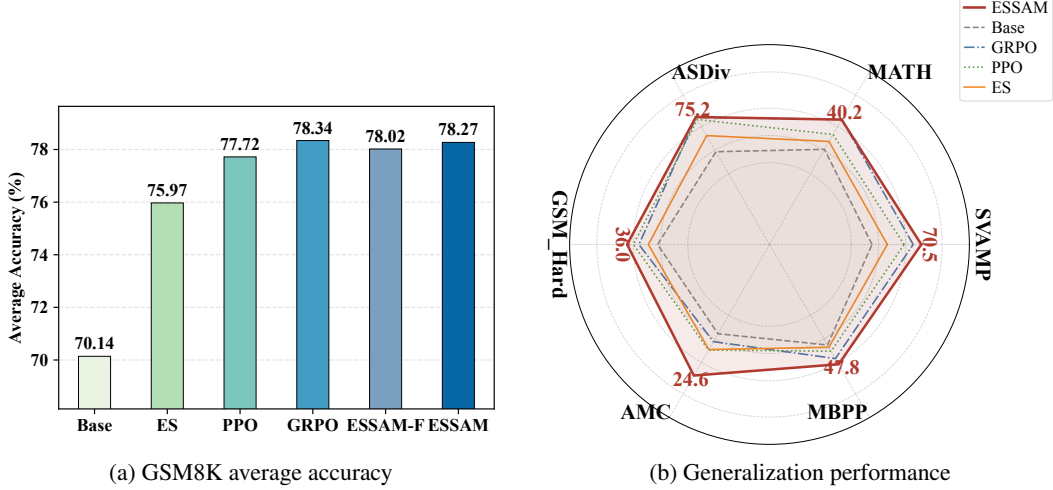 Average Accuracy (%)
78
76
74
72
70
70.14
75.97
77.72
78.34
78.02
78.27
Base
ES
PPO
GRPO
ESSAM-F
ESSAM
(a) GSM8K average accuracy
ESSAM
Base
GRPO
PPO
ES
ASDiv
MATH
75.2
40.2
GSM_Hard
36.0
70.5
SVAMP
24.6
47.8
AMC
MBPP
(b) Generalization performance